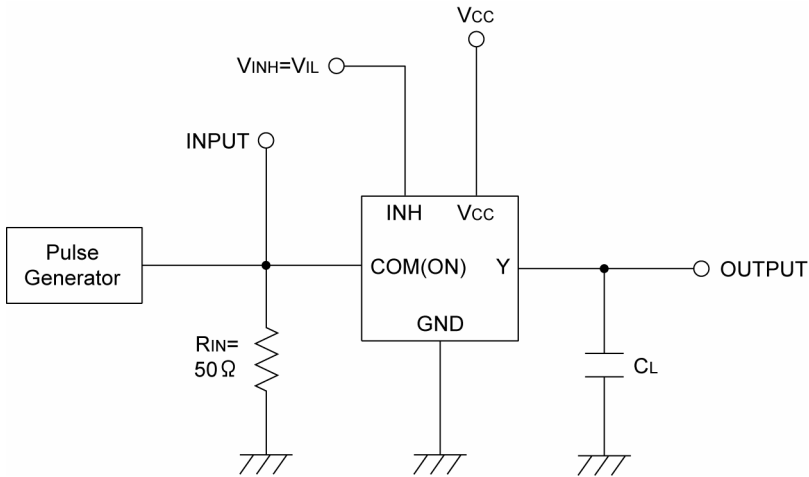 VCC
VINH=VIL
INPUT
INH
VCC
Pulse
Generator
COM(ON)
Y
OUTPUT
GND
RIN=
50Ω
CL